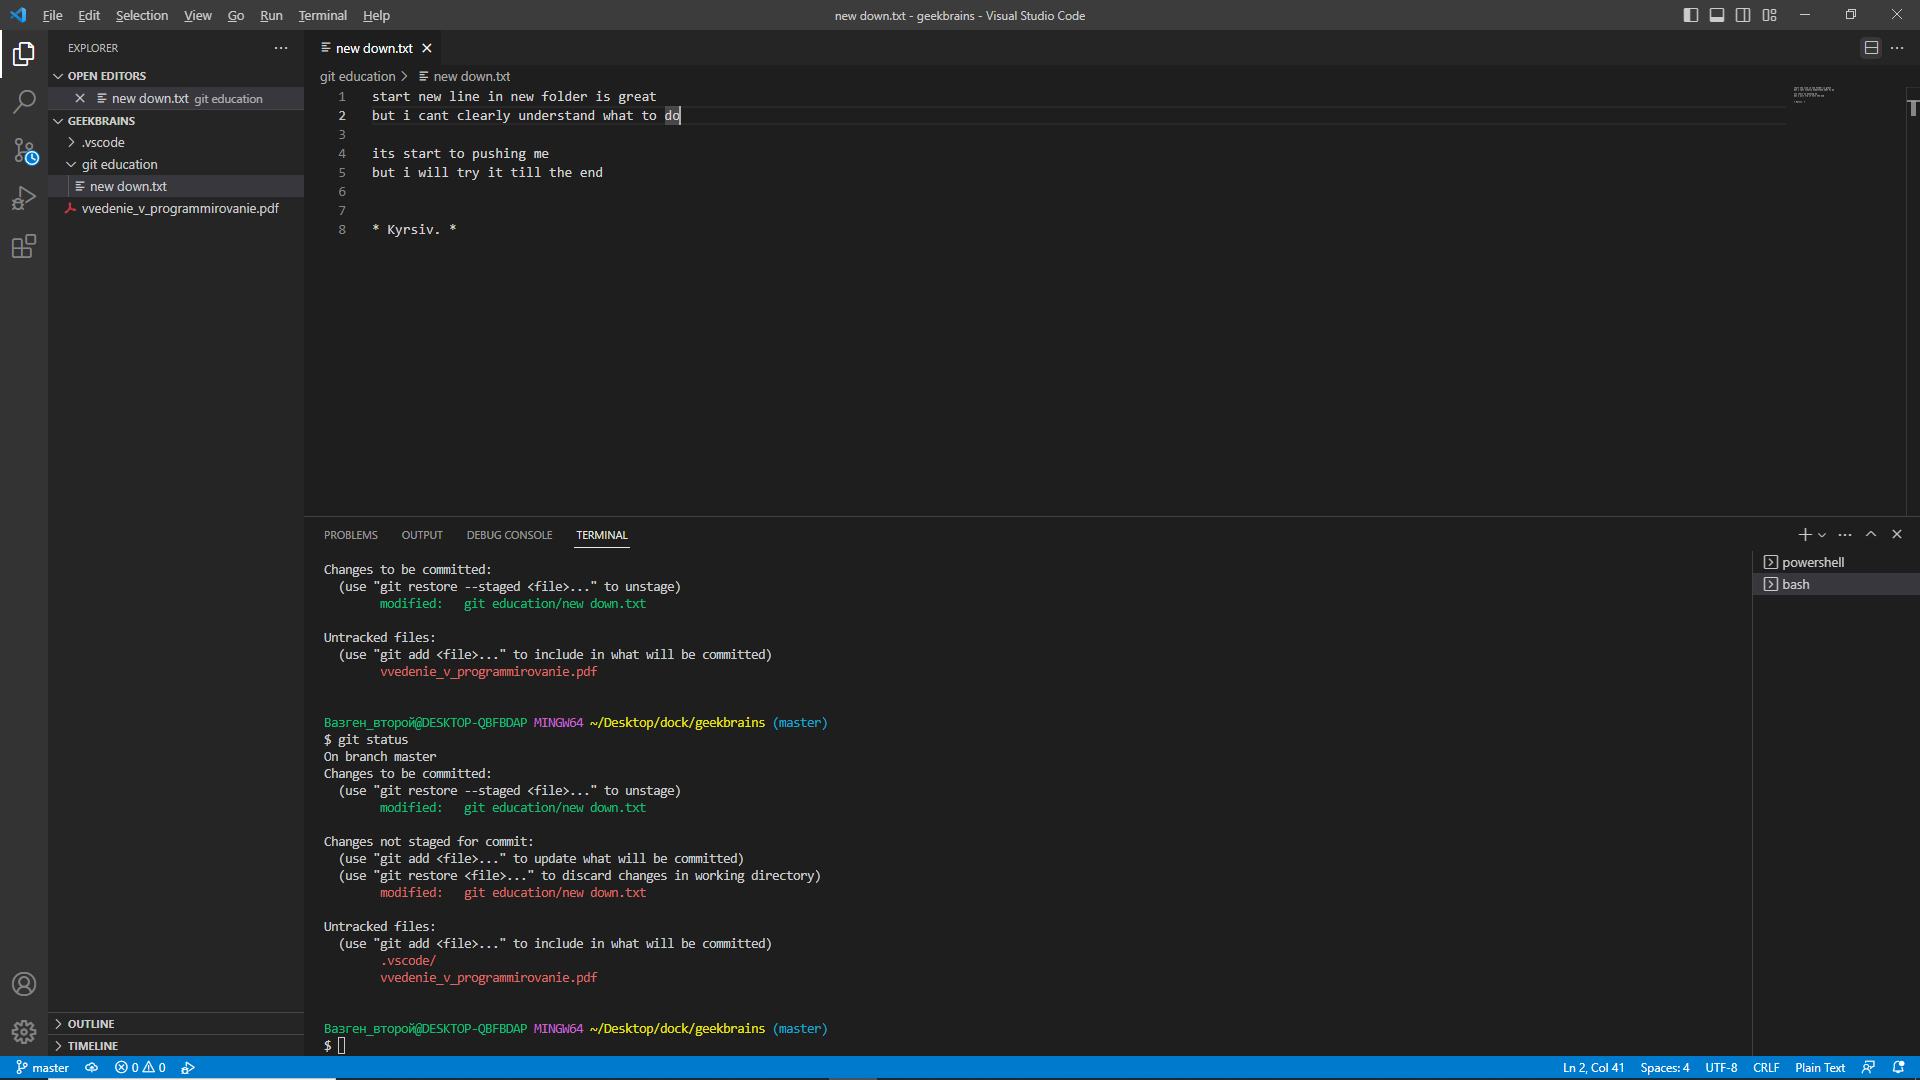 File Edit Selection View Go Run Terminal Help
new down.txt - geekbrains - Visual Studio Code
EXPLORER
OPEN EDITORS
new down.txt git education
GEEKBRAINS
.vscode
git education
new down.txt
vvedenie_v_programmirovanie.pdf
OUTLINE
TIMELINE
new down.txt
git education > new down.txt
1 start new line in new folder is great
2 but i cant clearly understand what to do
3
4 its start to pushing me
5 but i will try it till the end
6
7
8 * Kyrsiv. *
PROBLEMS OUTPUT DEBUG CONSOLE TERMINAL
powershell
bash
Changes to be committed:
(use "git restore --staged <file>..." to unstage)
modified: git education/new down.txt
Untracked files:
(use "git add <file>..." to include in what will be committed)
vvedenie_v_programmirovanie.pdf
Вазген_второй@DESKTOP-QBFBDAP MINGW64 ~/Desktop/dock/geekbrains (master)
$ git status
On branch master
Changes to be committed:
(use "git restore --staged <file>..." to unstage)
modified: git education/new down.txt
Changes not staged for commit:
(use "git add <file>..." to update what will be committed)
(use "git restore <file>..." to discard changes in working directory)
modified: git education/new down.txt
Untracked files:
(use "git add <file>..." to include in what will be committed)
.vscode/
vvedenie_v_programmirovanie.pdf
Вазген_второй@DESKTOP-QBFBDAP MINGW64 ~/Desktop/dock/geekbrains (master)
$
master 0 0
Ln 2, Col 41 Spaces: 4 UTF-8 CRLF Plain Text